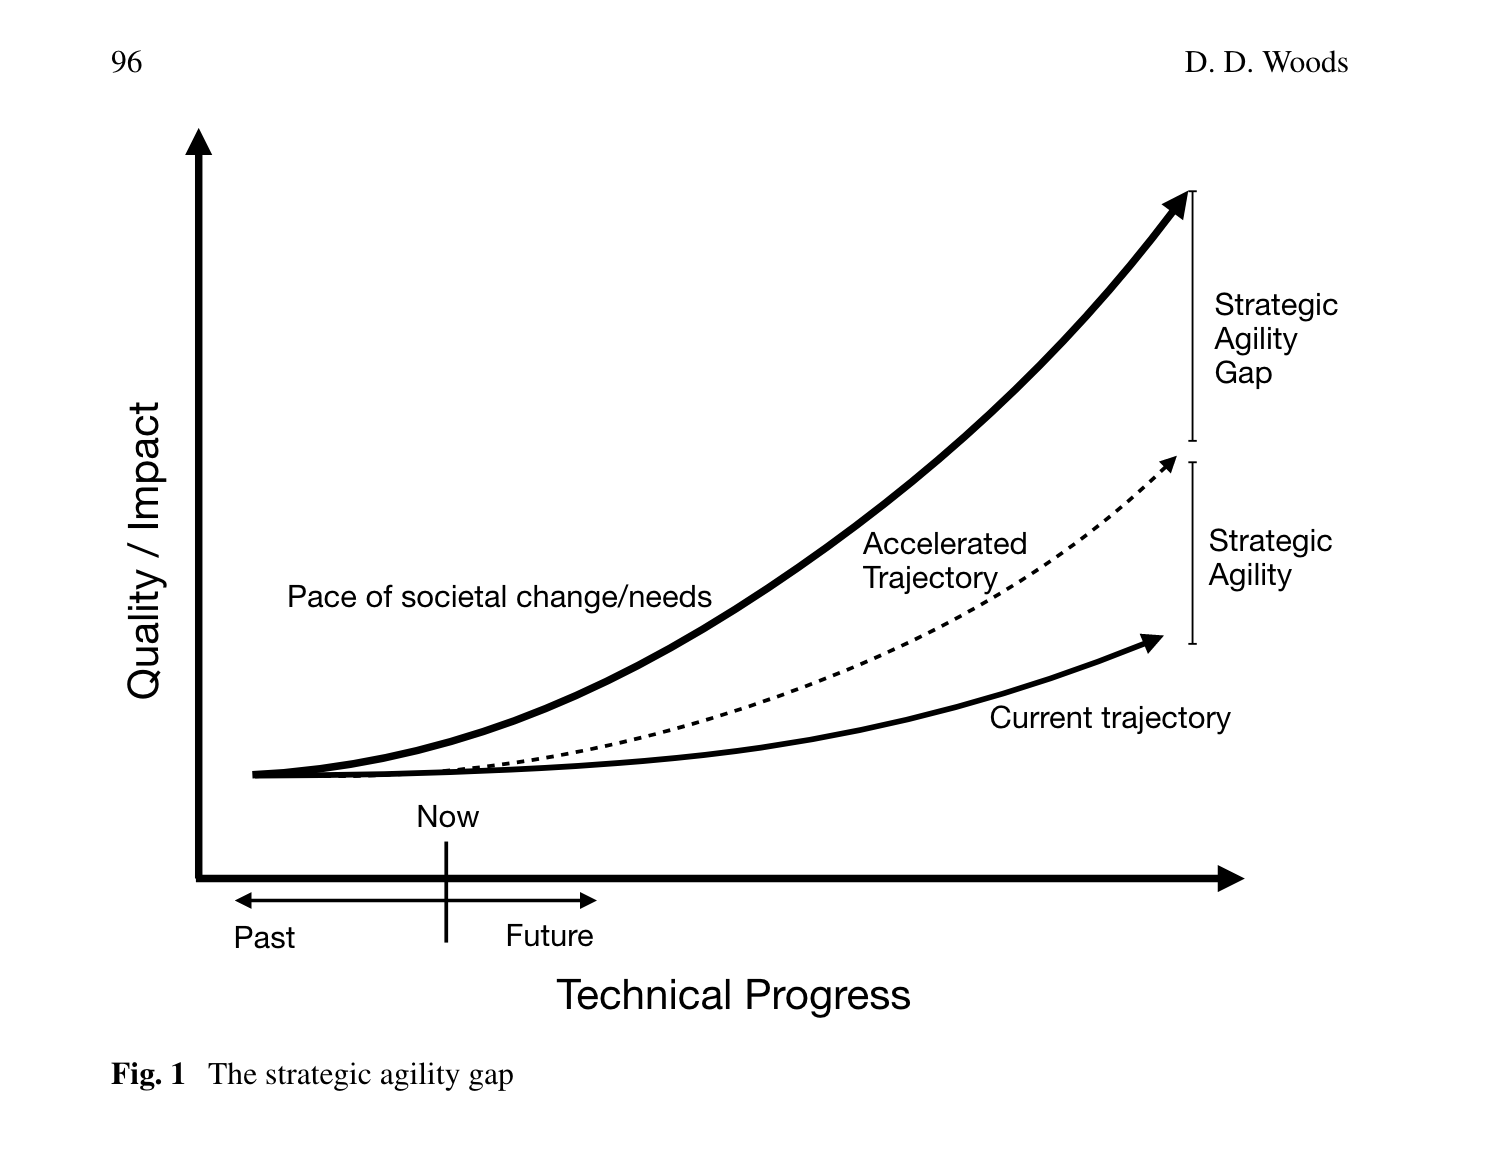 96
D. D. Woods
Strategic
Agility
Gap
Accelerated
Trajectory
Strategic
Agility
Pace of societal change/needs
Quality / Impact
Current trajectory
Now
Past
Future
Technical Progress
Fig. 1 The strategic agility gap